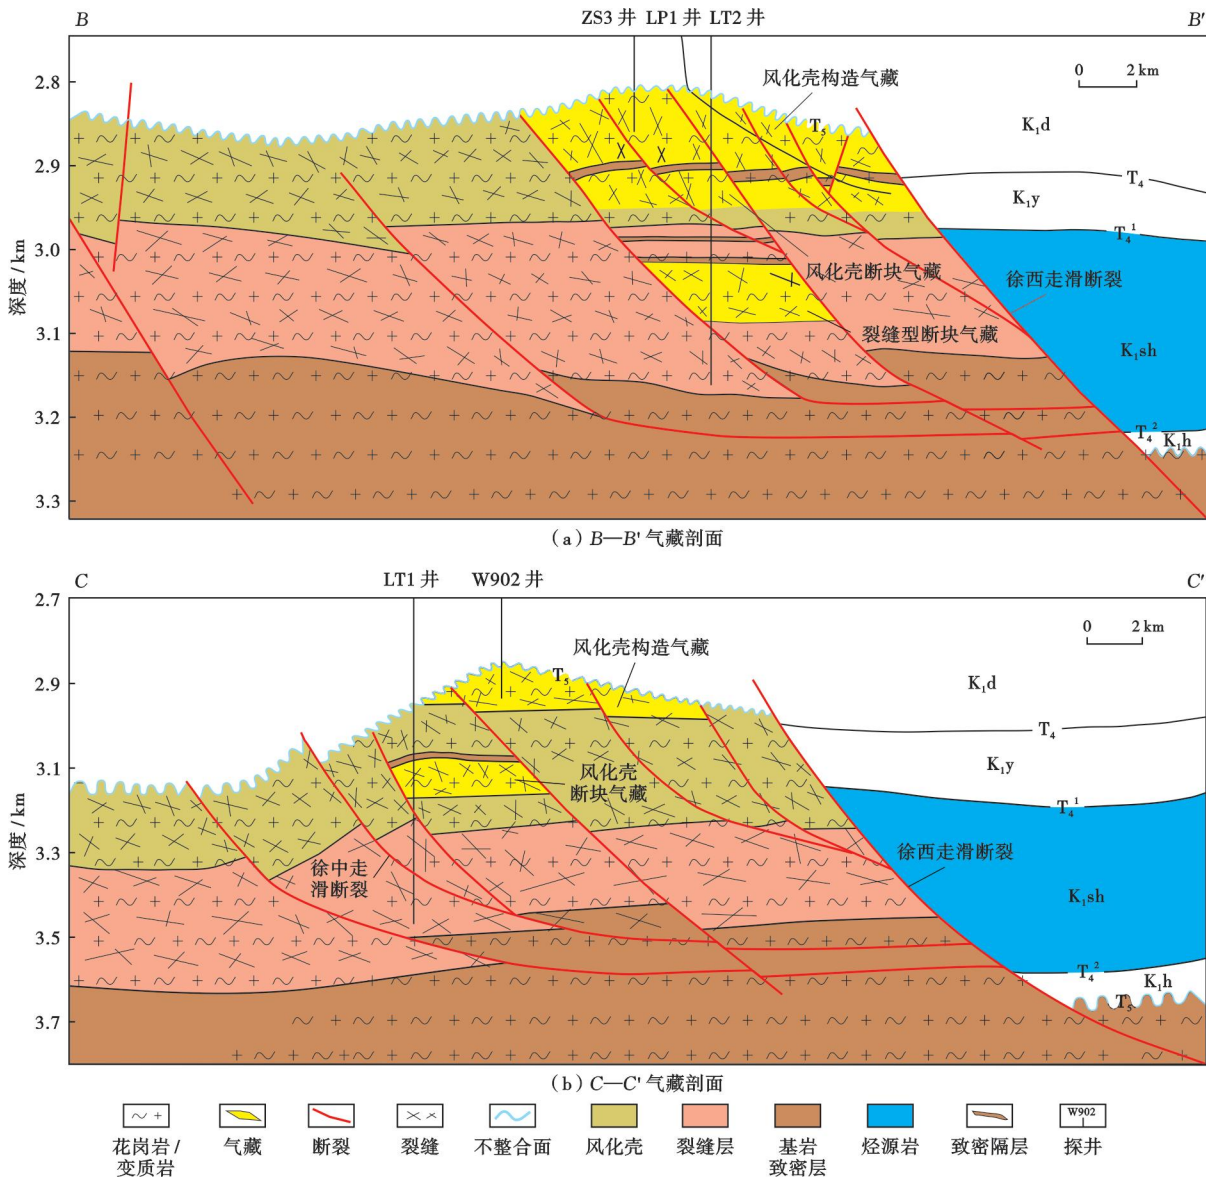 B
ZS3 井 LP1 井 LT2 井
B'
风化壳构造气藏
0 2 km
2.8
2.9
3.0
3.1
3.2
3.3
深度 / km
T₅
K₁d
T₄
K₁y
T₄¹
风化壳断块气藏
徐西走滑断裂
裂缝型断块气藏
K₁sh
T₄²
K₁h
(a) B—B' 气藏剖面
C
LT1 井
W902 井
C'
2.7
2.9
3.1
3.3
3.5
3.7
深度 / km
0 2 km
风化壳构造气藏
T₅
K₁d
T₄
K₁y
风化壳
断块气藏
T₄¹
徐中走
滑断裂
徐西走滑断裂
K₁sh
T₄²
K₁h
T₅
(b) C—C' 气藏剖面
W902
花岗岩/
变质岩
气藏
断裂
裂缝
不整合面
风化壳
裂缝层
基岩
致密层
烃源岩
致密隔层
探井